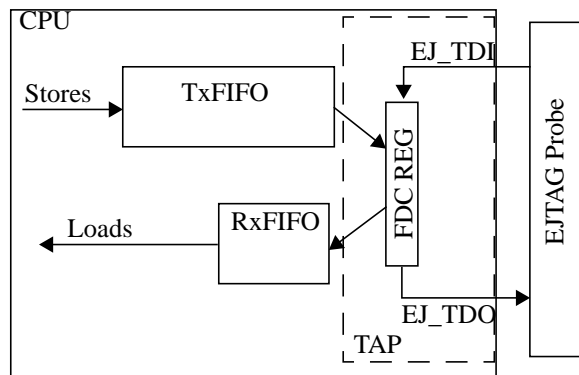 CPU
EJ_TDI
Stores
TxFIFO
FDC REG
EJTAG Probe
RxFIFO
Loads
EJ_TDO
TAP